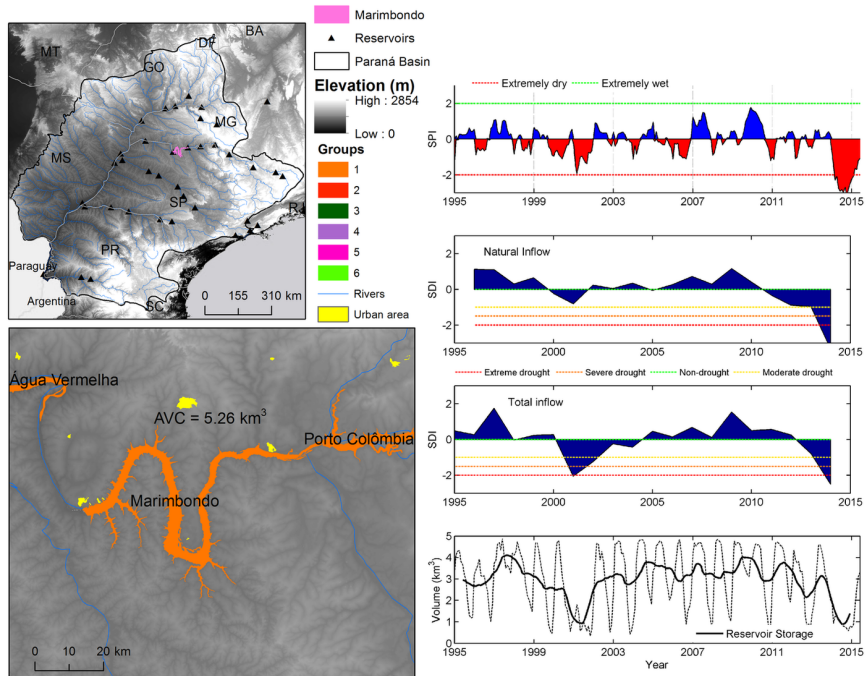 MT
BA
DF
GO
MG
MS
SP
RJ
PR
Paraguay
Argentina
SC
0 155 310 km
Marimbondo
Reservoirs
Paraná Basin
Elevation (m)
High : 2854
Low : 0
Groups
1
2
3
4
5
6
Rivers
Urban area
Água Vermelha
AVC = 5.26 km³
Porto Colômbia
Marimbondo
0 10 20 km
Extremely dry
Extremely wet
SPI
2
0
-2
1995 1999 2003 2007 2011 2015
Natural Inflow
SDI
2
0
-2
1995 2000 2005 2010 2015
Extreme drought
Severe drought
Non-drought
Moderate drought
Total inflow
SDI
2
0
-2
1995 2000 2005 2010 2015
Volume (km³)
5
4
3
2
1
0
Reservoir Storage
1995 1999 2003 2007 2011 2015
Year